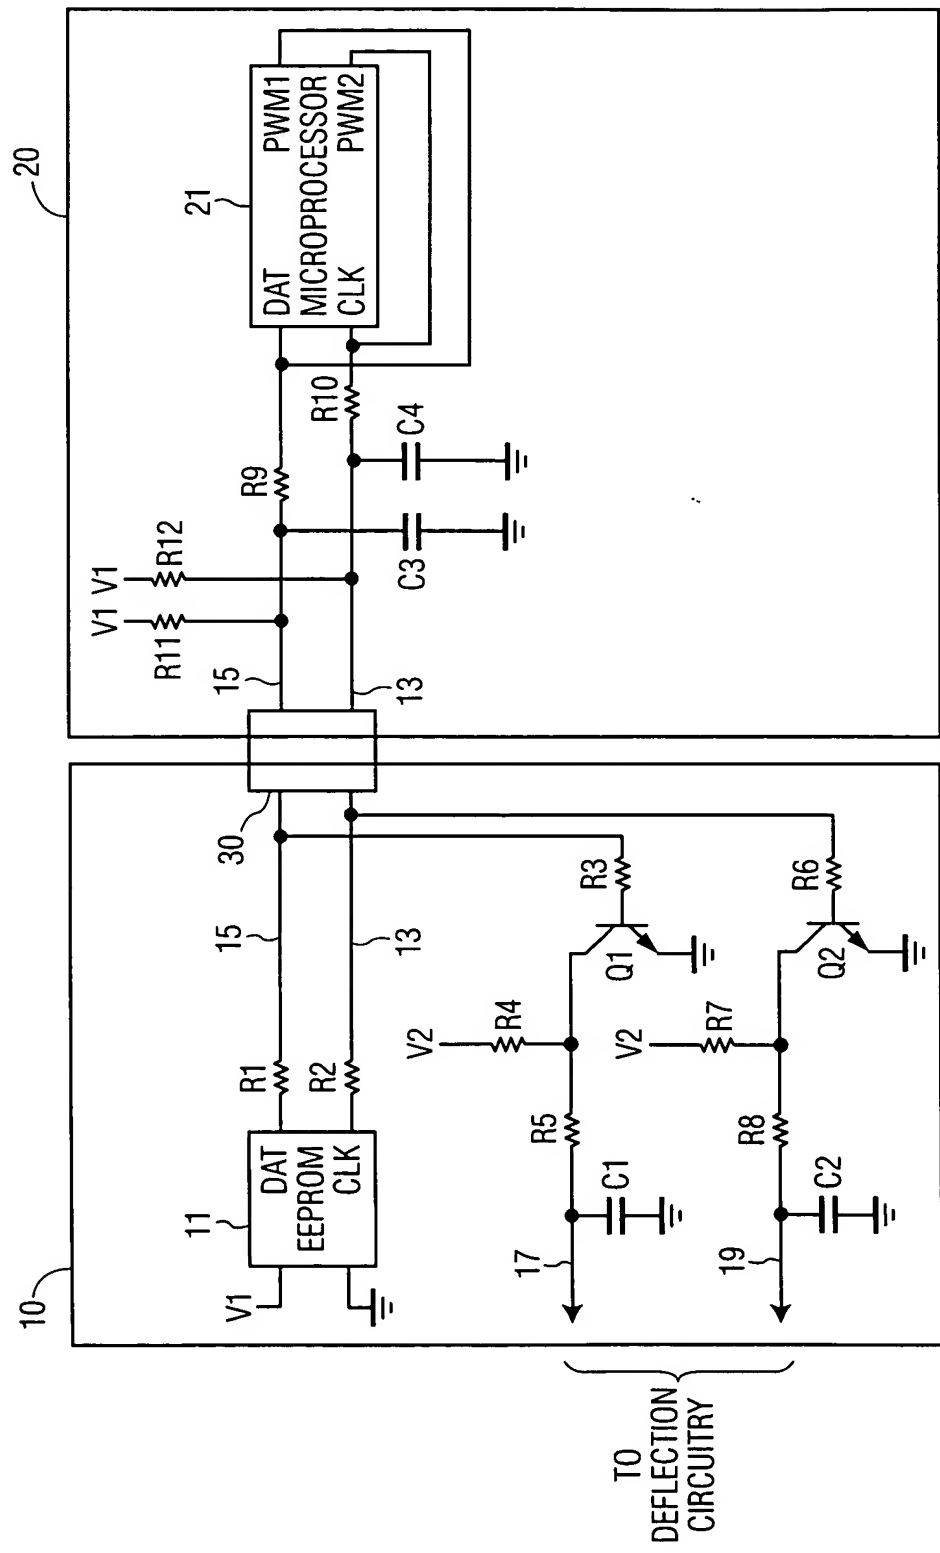 10
20
V1
11
DAT
EEPROM
CLK
R1
R2
15
13
30
15
13
V1
V1
R11
R12
R9
R10
C3
C4
21
DAT
PWM1
MICROPROCESSOR
CLK
PWM2
V2
R4
R5
C1
17
Q1
R3
V2
R7
R8
C2
19
Q2
R6
TO
DEFLECTION
CIRCUITRY